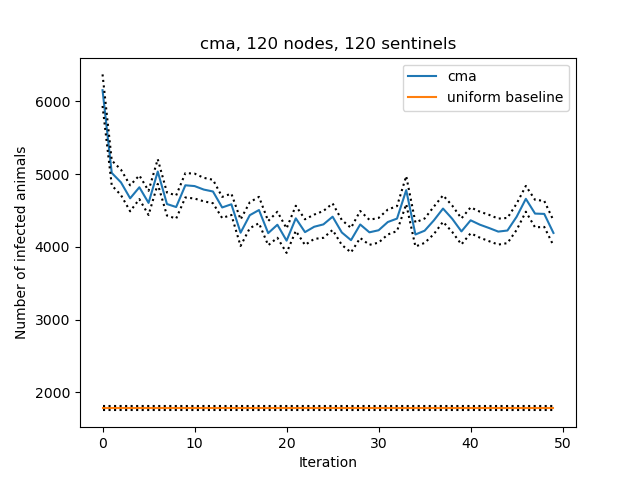 cma, 120 nodes, 120 sentinels
cma
uniform baseline
Number of infected animals
6000
5000
4000
3000
2000
0 10 20 30 40 50
Iteration